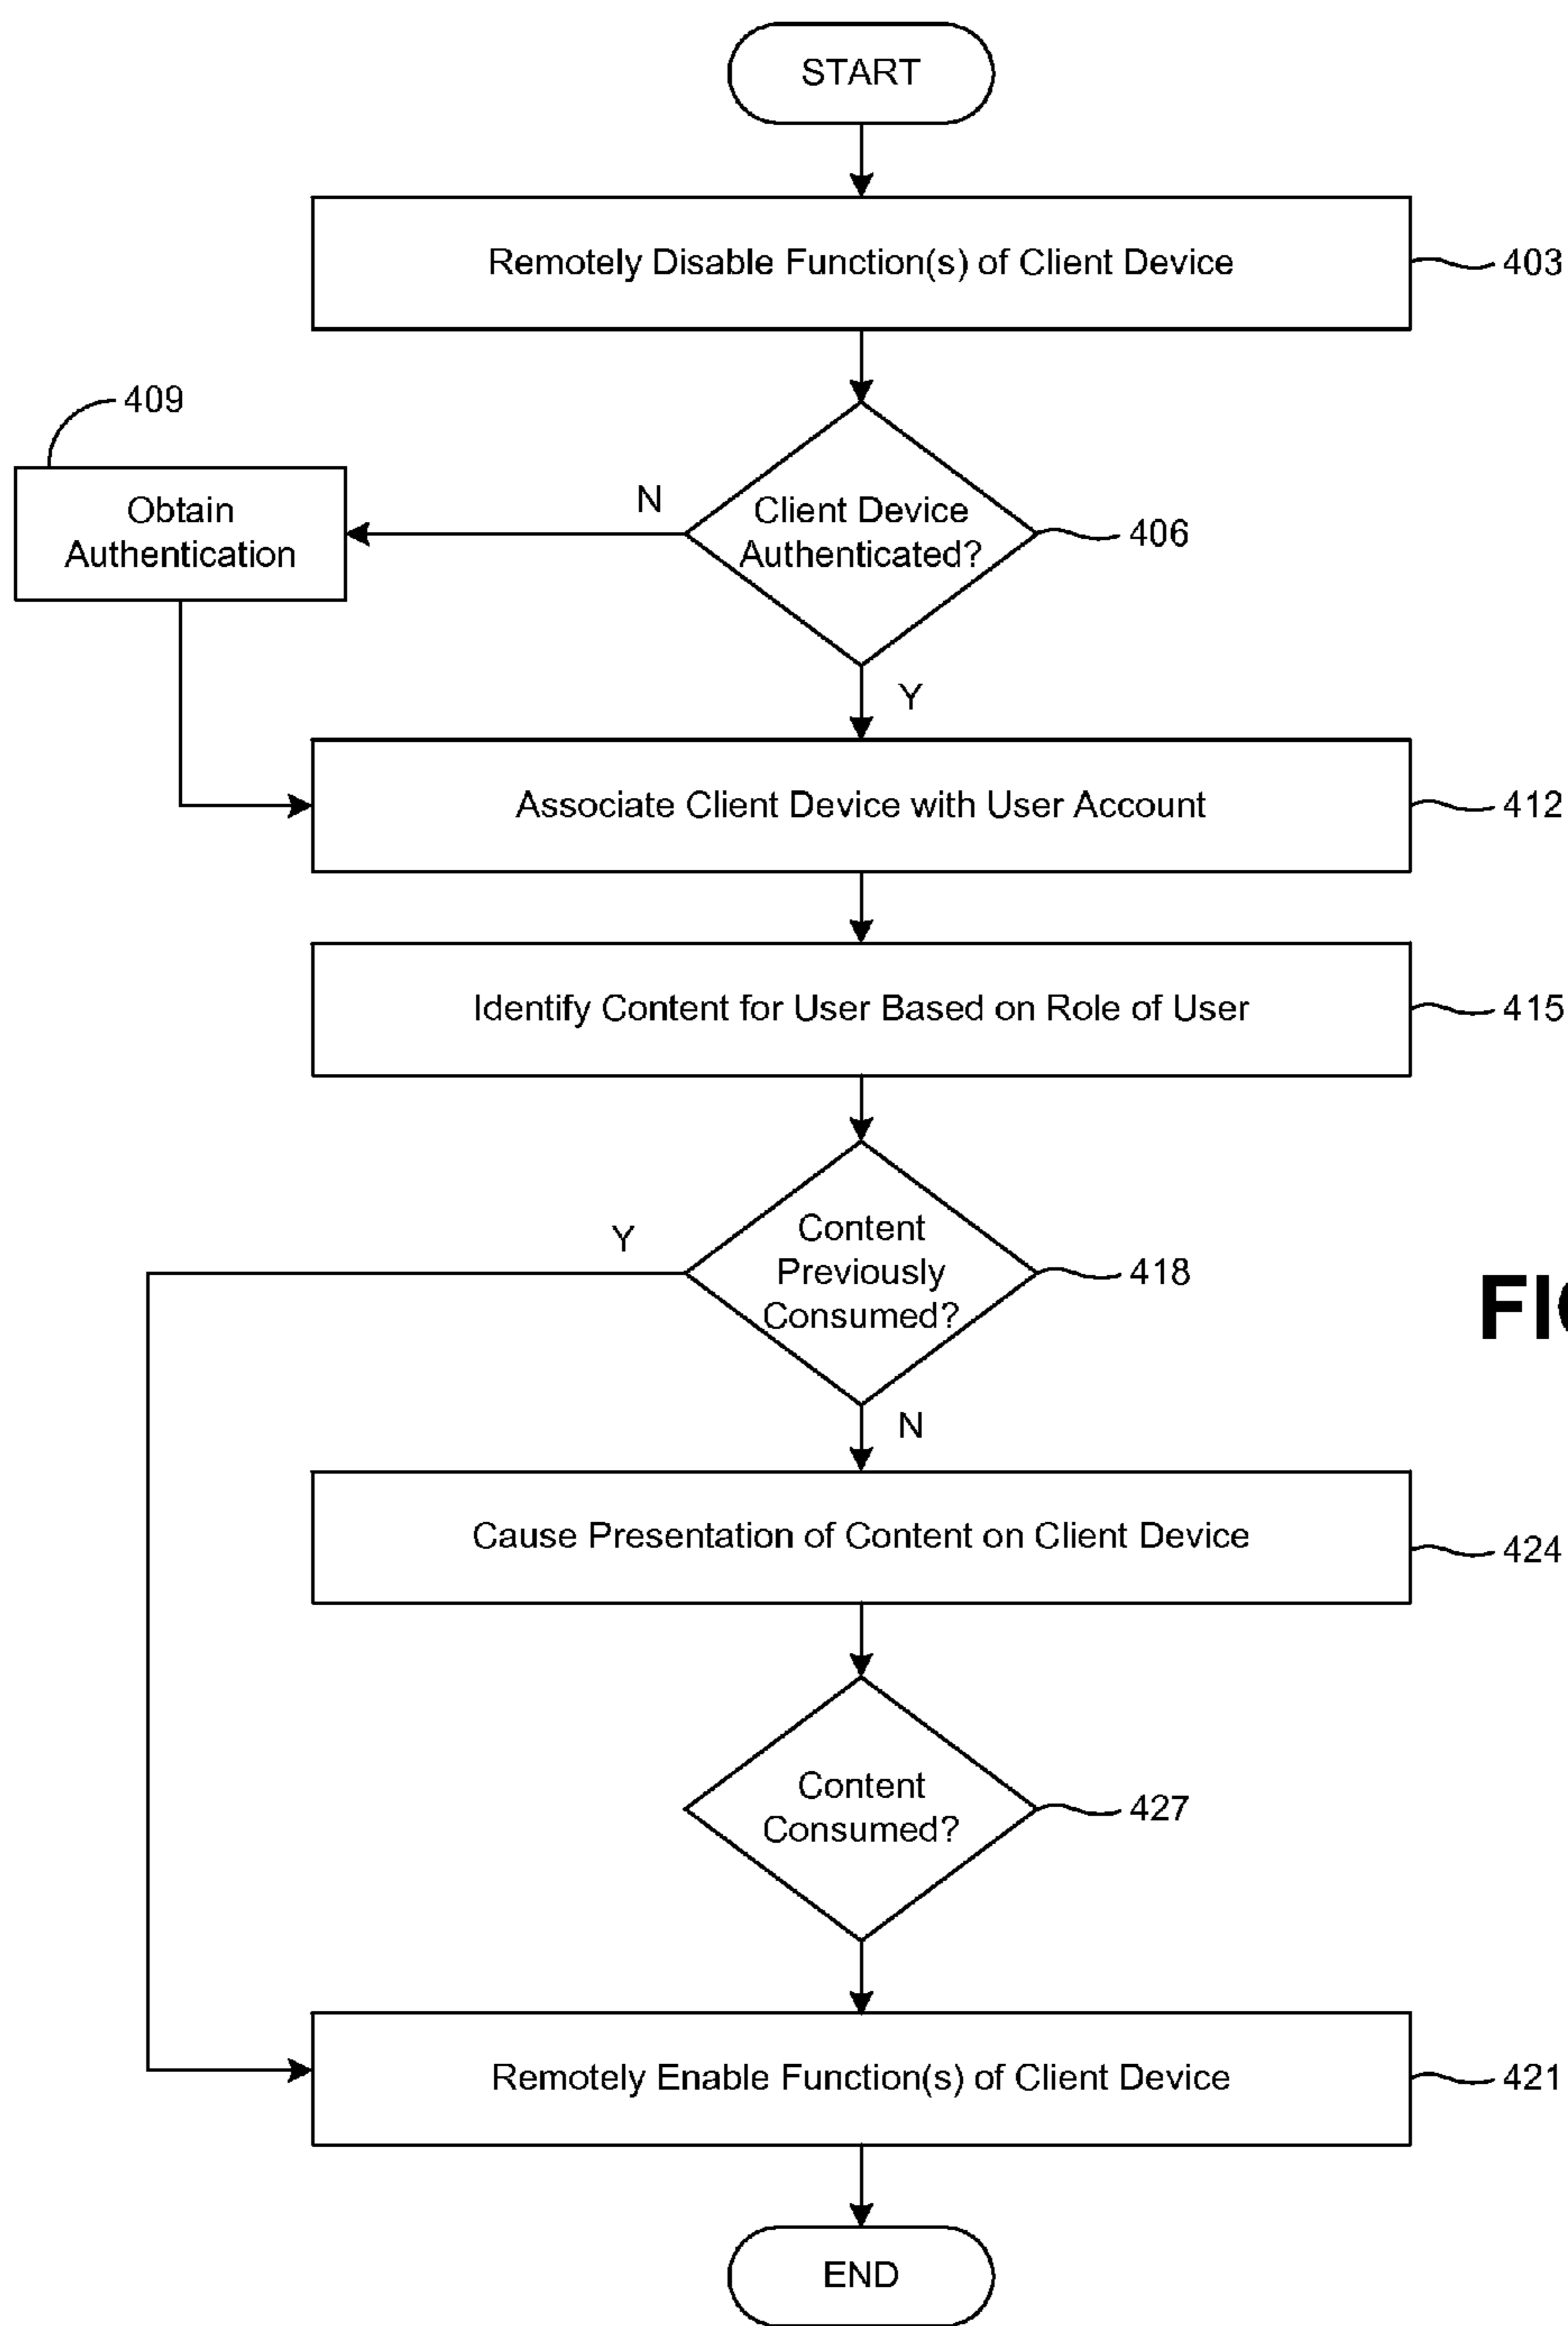 START
Remotely Disable Function(s) of Client Device
403
409
Obtain
Authentication
N
Client Device
Authenticated?
406
Y
Associate Client Device with User Account
412
Identify Content for User Based on Role of User
415
Y
Content
Previously
Consumed?
418
N
Cause Presentation of Content on Client Device
424
Content
Consumed?
427
Remotely Enable Function(s) of Client Device
421
END